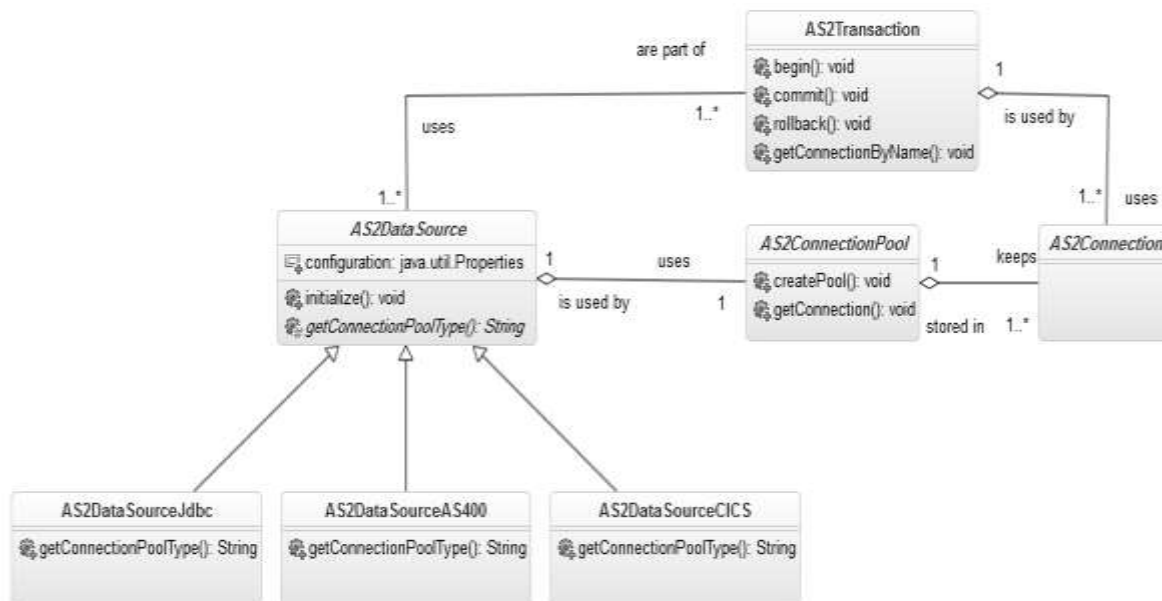 AS2Transaction
are part of
begin(): void
1
commit(): void
1..*
is used by
uses
rollback(): void
getConnectionByName(): void
1..*
1..*
uses
AS2DataSource
AS2ConnectionPool
AS2Connection
configuration: java.util.Properties
1
uses
1
keeps
createPool(): void
initialize(): void
is used by
1
getConnection(): void
stored in
1..*
getConnectionPoolType(): String
AS2DataSourceJdbc
AS2DataSourceAS400
AS2DataSourceCICS
getConnectionPoolType(): String
getConnectionPoolType(): String
getConnectionPoolType(): String